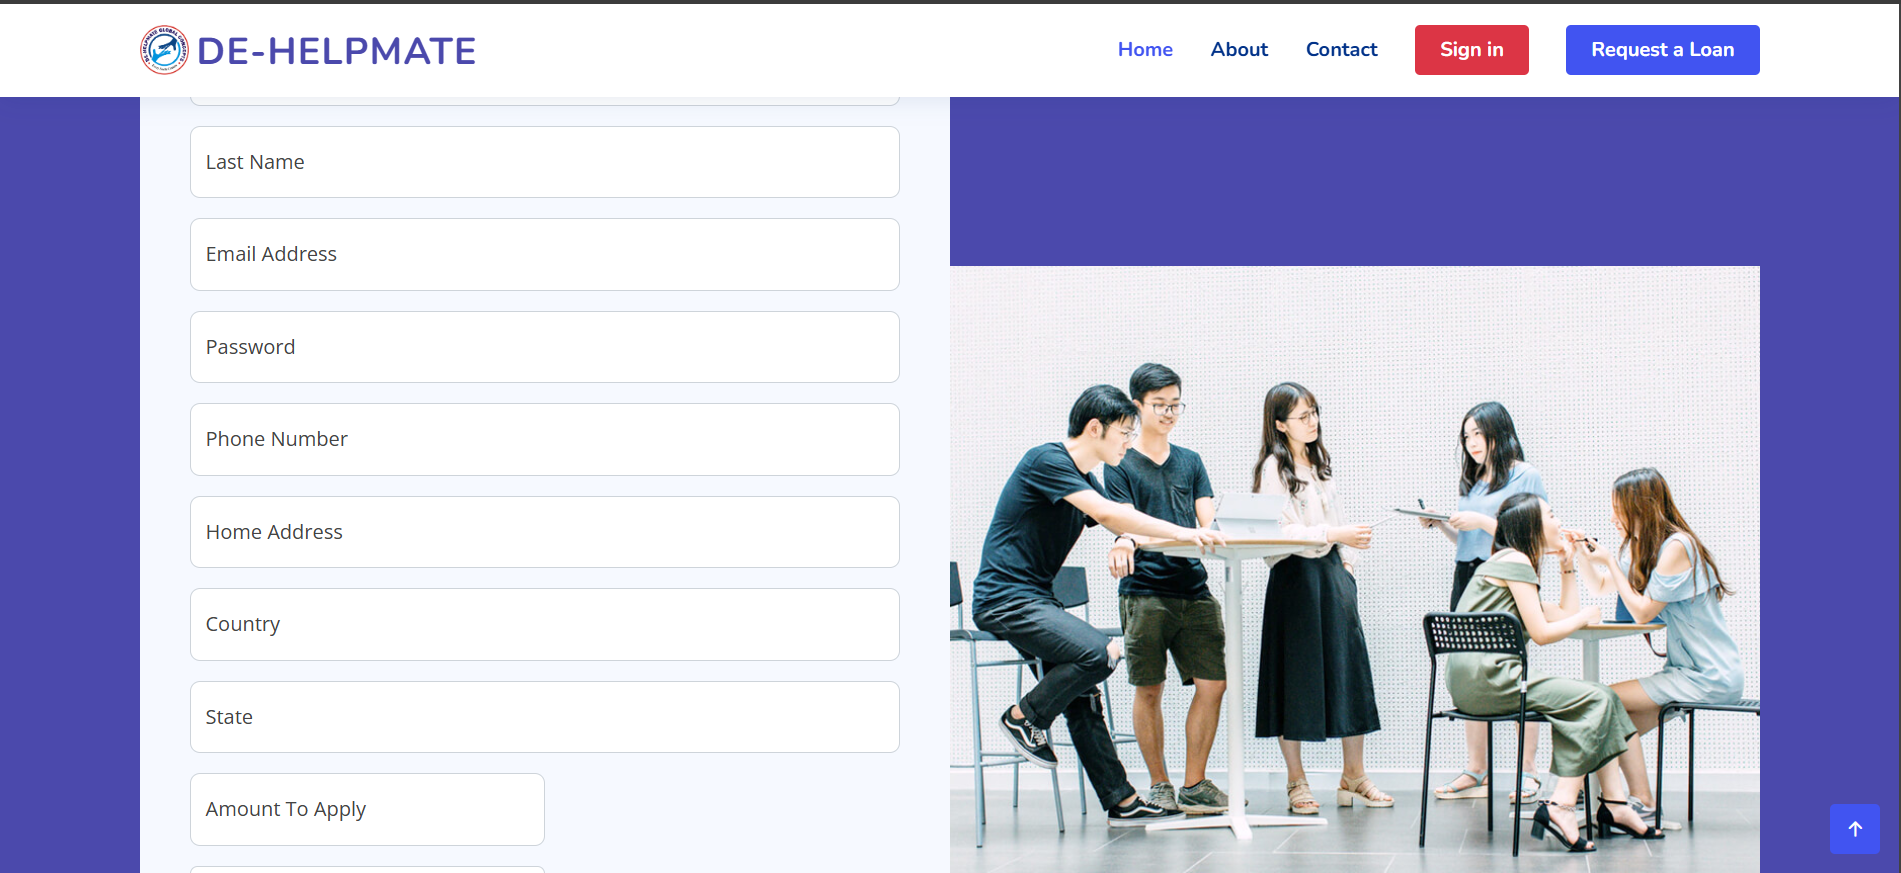 DE-HELPMATE
Home
About
Contact
Sign in
Request a Loan
Last Name
Email Address
Password
Phone Number
Home Address
Country
State
Amount To Apply